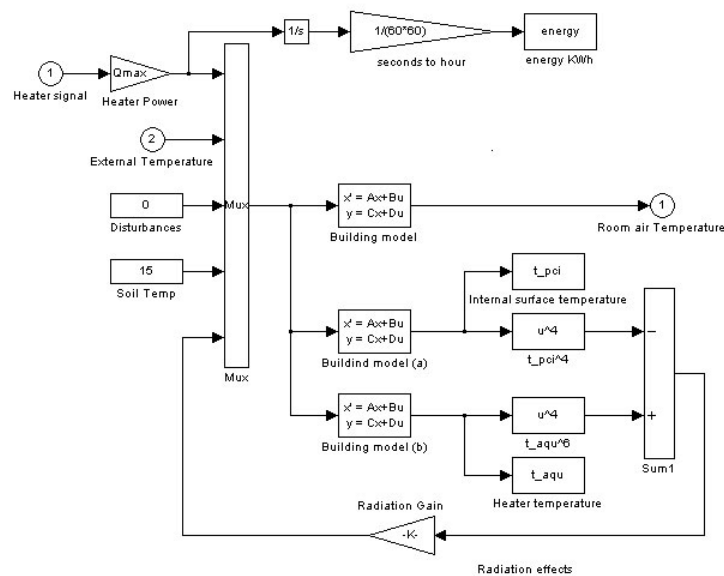 1/s
1/(60*60)
energy
seconds to hour
energy KWh
1
Qmax
Heater signal
Heater Power
2
External Temperature
0
Mux
x' = Ax+Bu
y = Cx+Du
1
Disturbances
Building model
Room air Temperature
15
t_pci
Soil Temp
Internal surface temperature
x' = Ax+Bu
y = Cx+Du
u^4
−
Buildind model (a)
t_pci^4
Mux
x' = Ax+Bu
y = Cx+Du
u^4
+
Building model (b)
t_aqu^6
t_aqu
Sum1
Heater temperature
Radiation Gain
-K-
Radiation effects